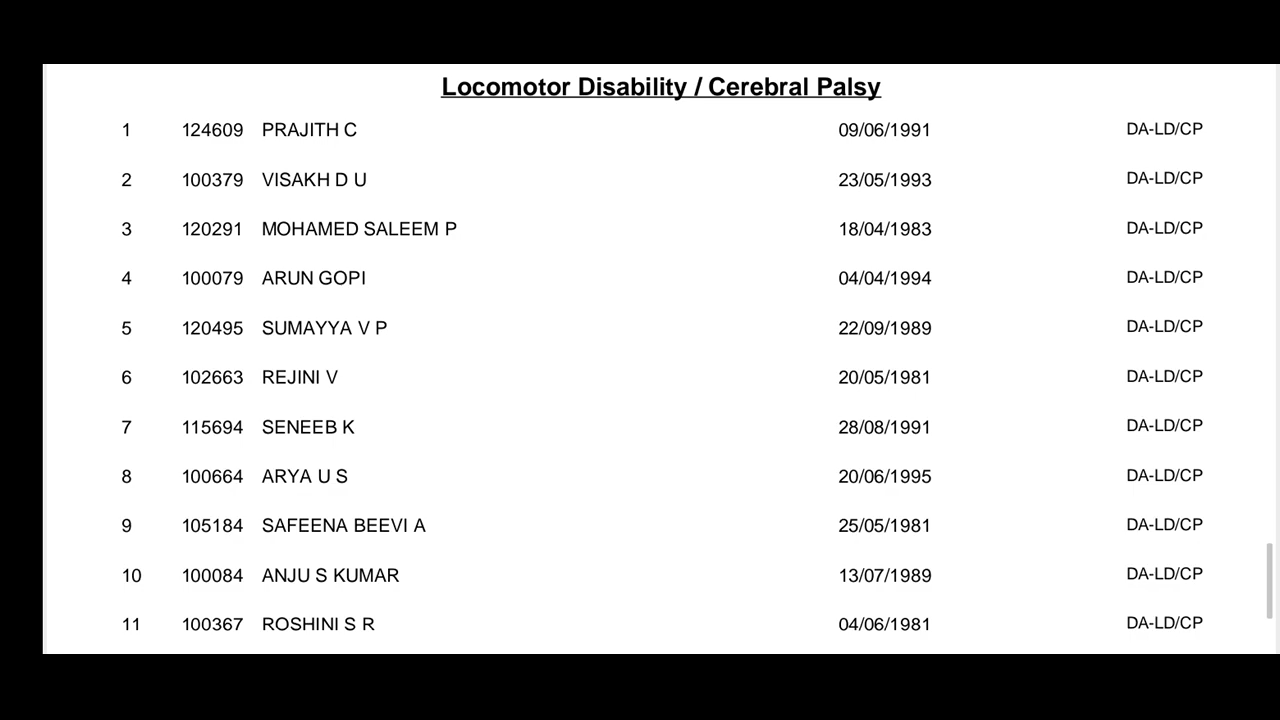 Locomotor Disability / Cerebral Palsy
1 124609 PRAJITH C 09/06/1991 DA-LD/CP
2 100379 VISAKH D U 23/05/1993 DA-LD/CP
3 120291 MOHAMED SALEEM P 18/04/1983 DA-LD/CP
4 100079 ARUN GOPI 04/04/1994 DA-LD/CP
5 120495 SUMAYYA V P 22/09/1989 DA-LD/CP
6 102663 REJINI V 20/05/1981 DA-LD/CP
7 115694 SENEEB K 28/08/1991 DA-LD/CP
8 100664 ARYA U S 20/06/1995 DA-LD/CP
9 105184 SAFEENA BEEVI A 25/05/1981 DA-LD/CP
10 100084 ANJU S KUMAR 13/07/1989 DA-LD/CP
11 100367 ROSHINI S R 04/06/1981 DA-LD/CP